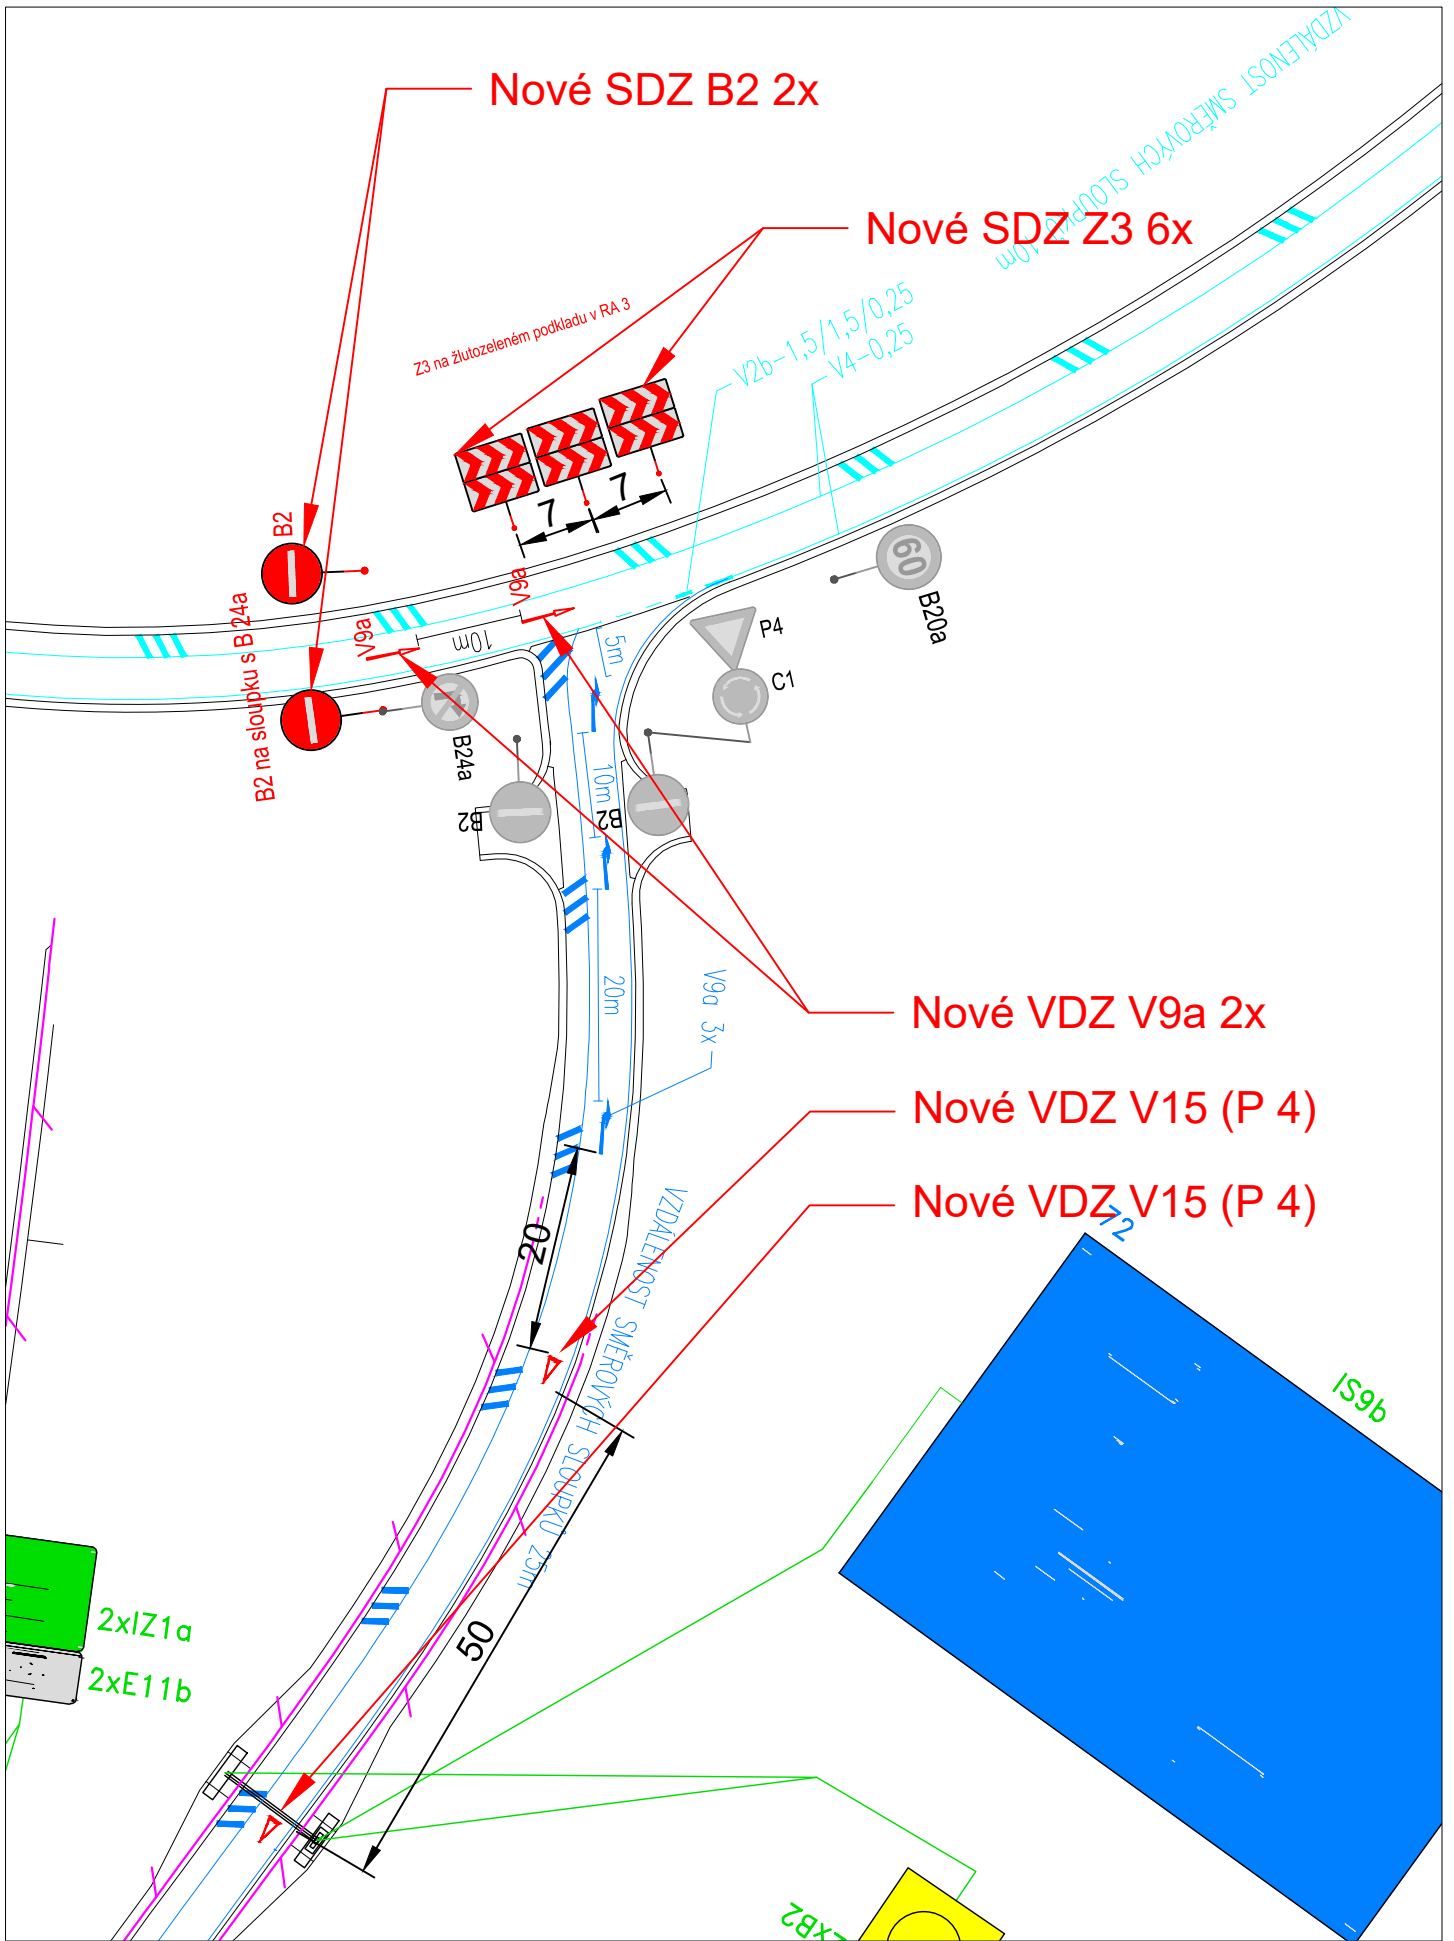 Nové SDZ B2 2x
VZDÁLENOST SMĚROVÝCH SLOUPKŮ 10m
Nové SDZ Z3 6x
Z3 na žlutozeleném podkladu v RA 3
V2b-1,5/1,5/0,25
V4-0,25
7
7
B2
60
B20a
V9a
V9a
10m
B2 na sloupku s B 24a
B24a
5m
P4
C1
10m
B2
B2
20m
V9a 3x
Nové VDZ V9a 2x
Nové VDZ V15 (P 4)
Nové VDZ V15 (P 4)
72
20
VZDÁLENOST SMĚROVÝCH SLOUPKŮ 25m
IS9b
50
2xIZ1a
2xE11b